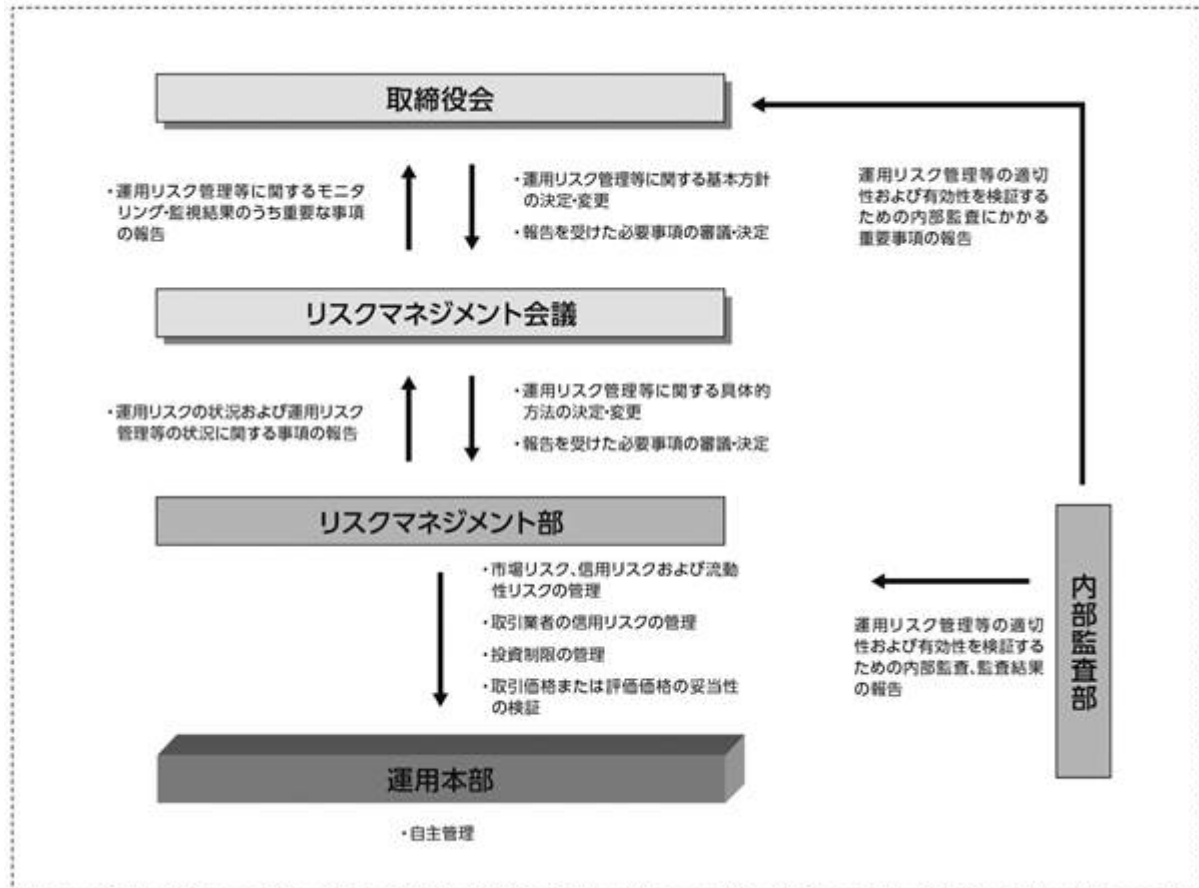 取締役会
・運用リスク管理等に関するモニタ
リング・監視結果のうち重要な事項
の報告
・運用リスク管理等に関する基本方針
の決定・変更
・報告を受けた必要事項の審議・決定
運用リスク管理等の適切
性および有効性を検証する
ための内部監査にかかる
重要事項の報告
リスクマネジメント会議
・運用リスクの状況および運用リスク
管理等の状況に関する事項の報告
・運用リスク管理等に関する具体的
方法の決定・変更
・報告を受けた必要事項の審議・決定
リスクマネジメント部
・市場リスク、信用リスクおよび流動
性リスクの管理
・取引業者の信用リスクの管理
・投資制限の管理
・取引価格または評価価格の妥当性
の検証
運用リスク管理等の適切
性および有効性を検証する
ための内部監査、監査結果
の報告
内部監査部
運用本部
・自主管理